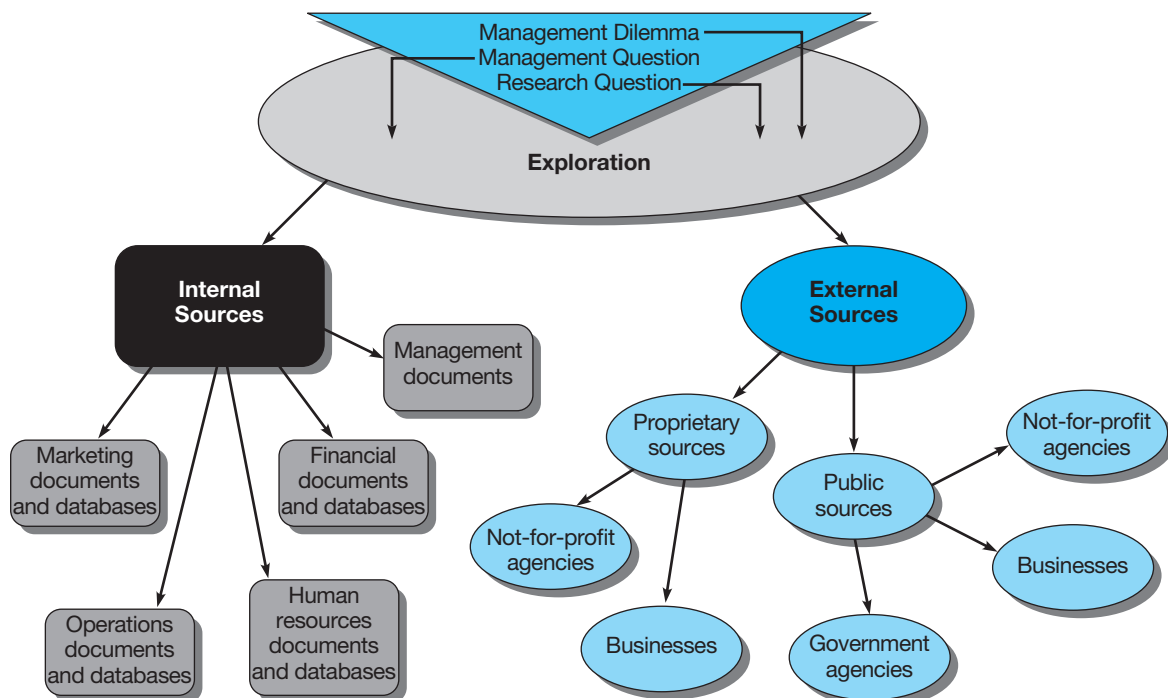 Management Dilemma
Management Question
Research Question
Exploration
Internal
Sources
External
Sources
Management
documents
Marketing
documents
and databases
Financial
documents
and databases
Operations
documents
and databases
Human
resources
documents
and databases
Proprietary
sources
Not-for-profit
agencies
Businesses
Public
sources
Not-for-profit
agencies
Businesses
Government
agencies